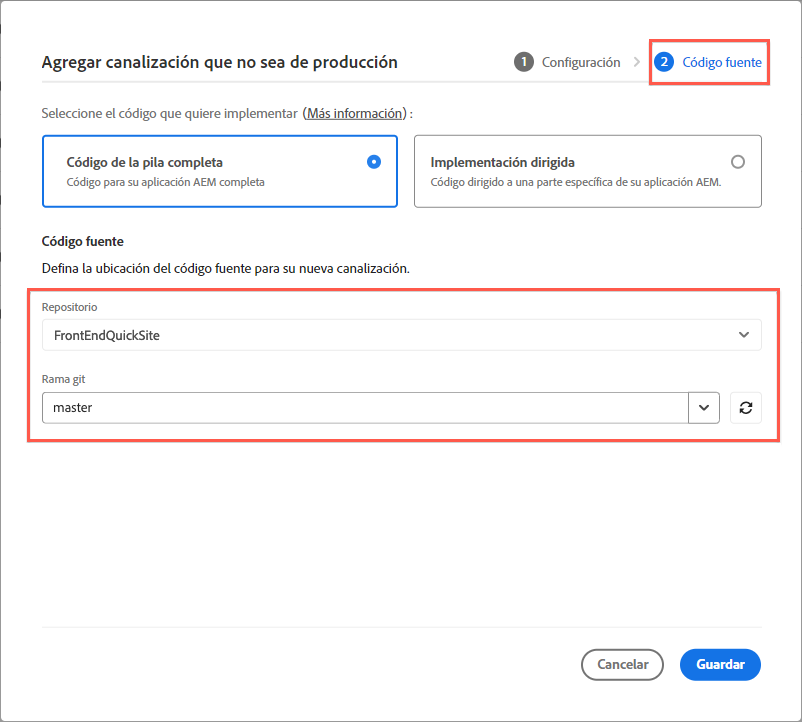 Agregar canalización que no sea de producción
1 Configuración
2 Código fuente
Seleccione el código que quiere implementar (Más información) :
Código de la pila completa
Código para su aplicación AEM completa
Implementación dirigida
Código dirigido a una parte específica de su aplicación AEM.
Código fuente
Defina la ubicación del código fuente para su nueva canalización.
Repositorio
FrontEndQuickSite
Rama git
master
Cancelar
Guardar